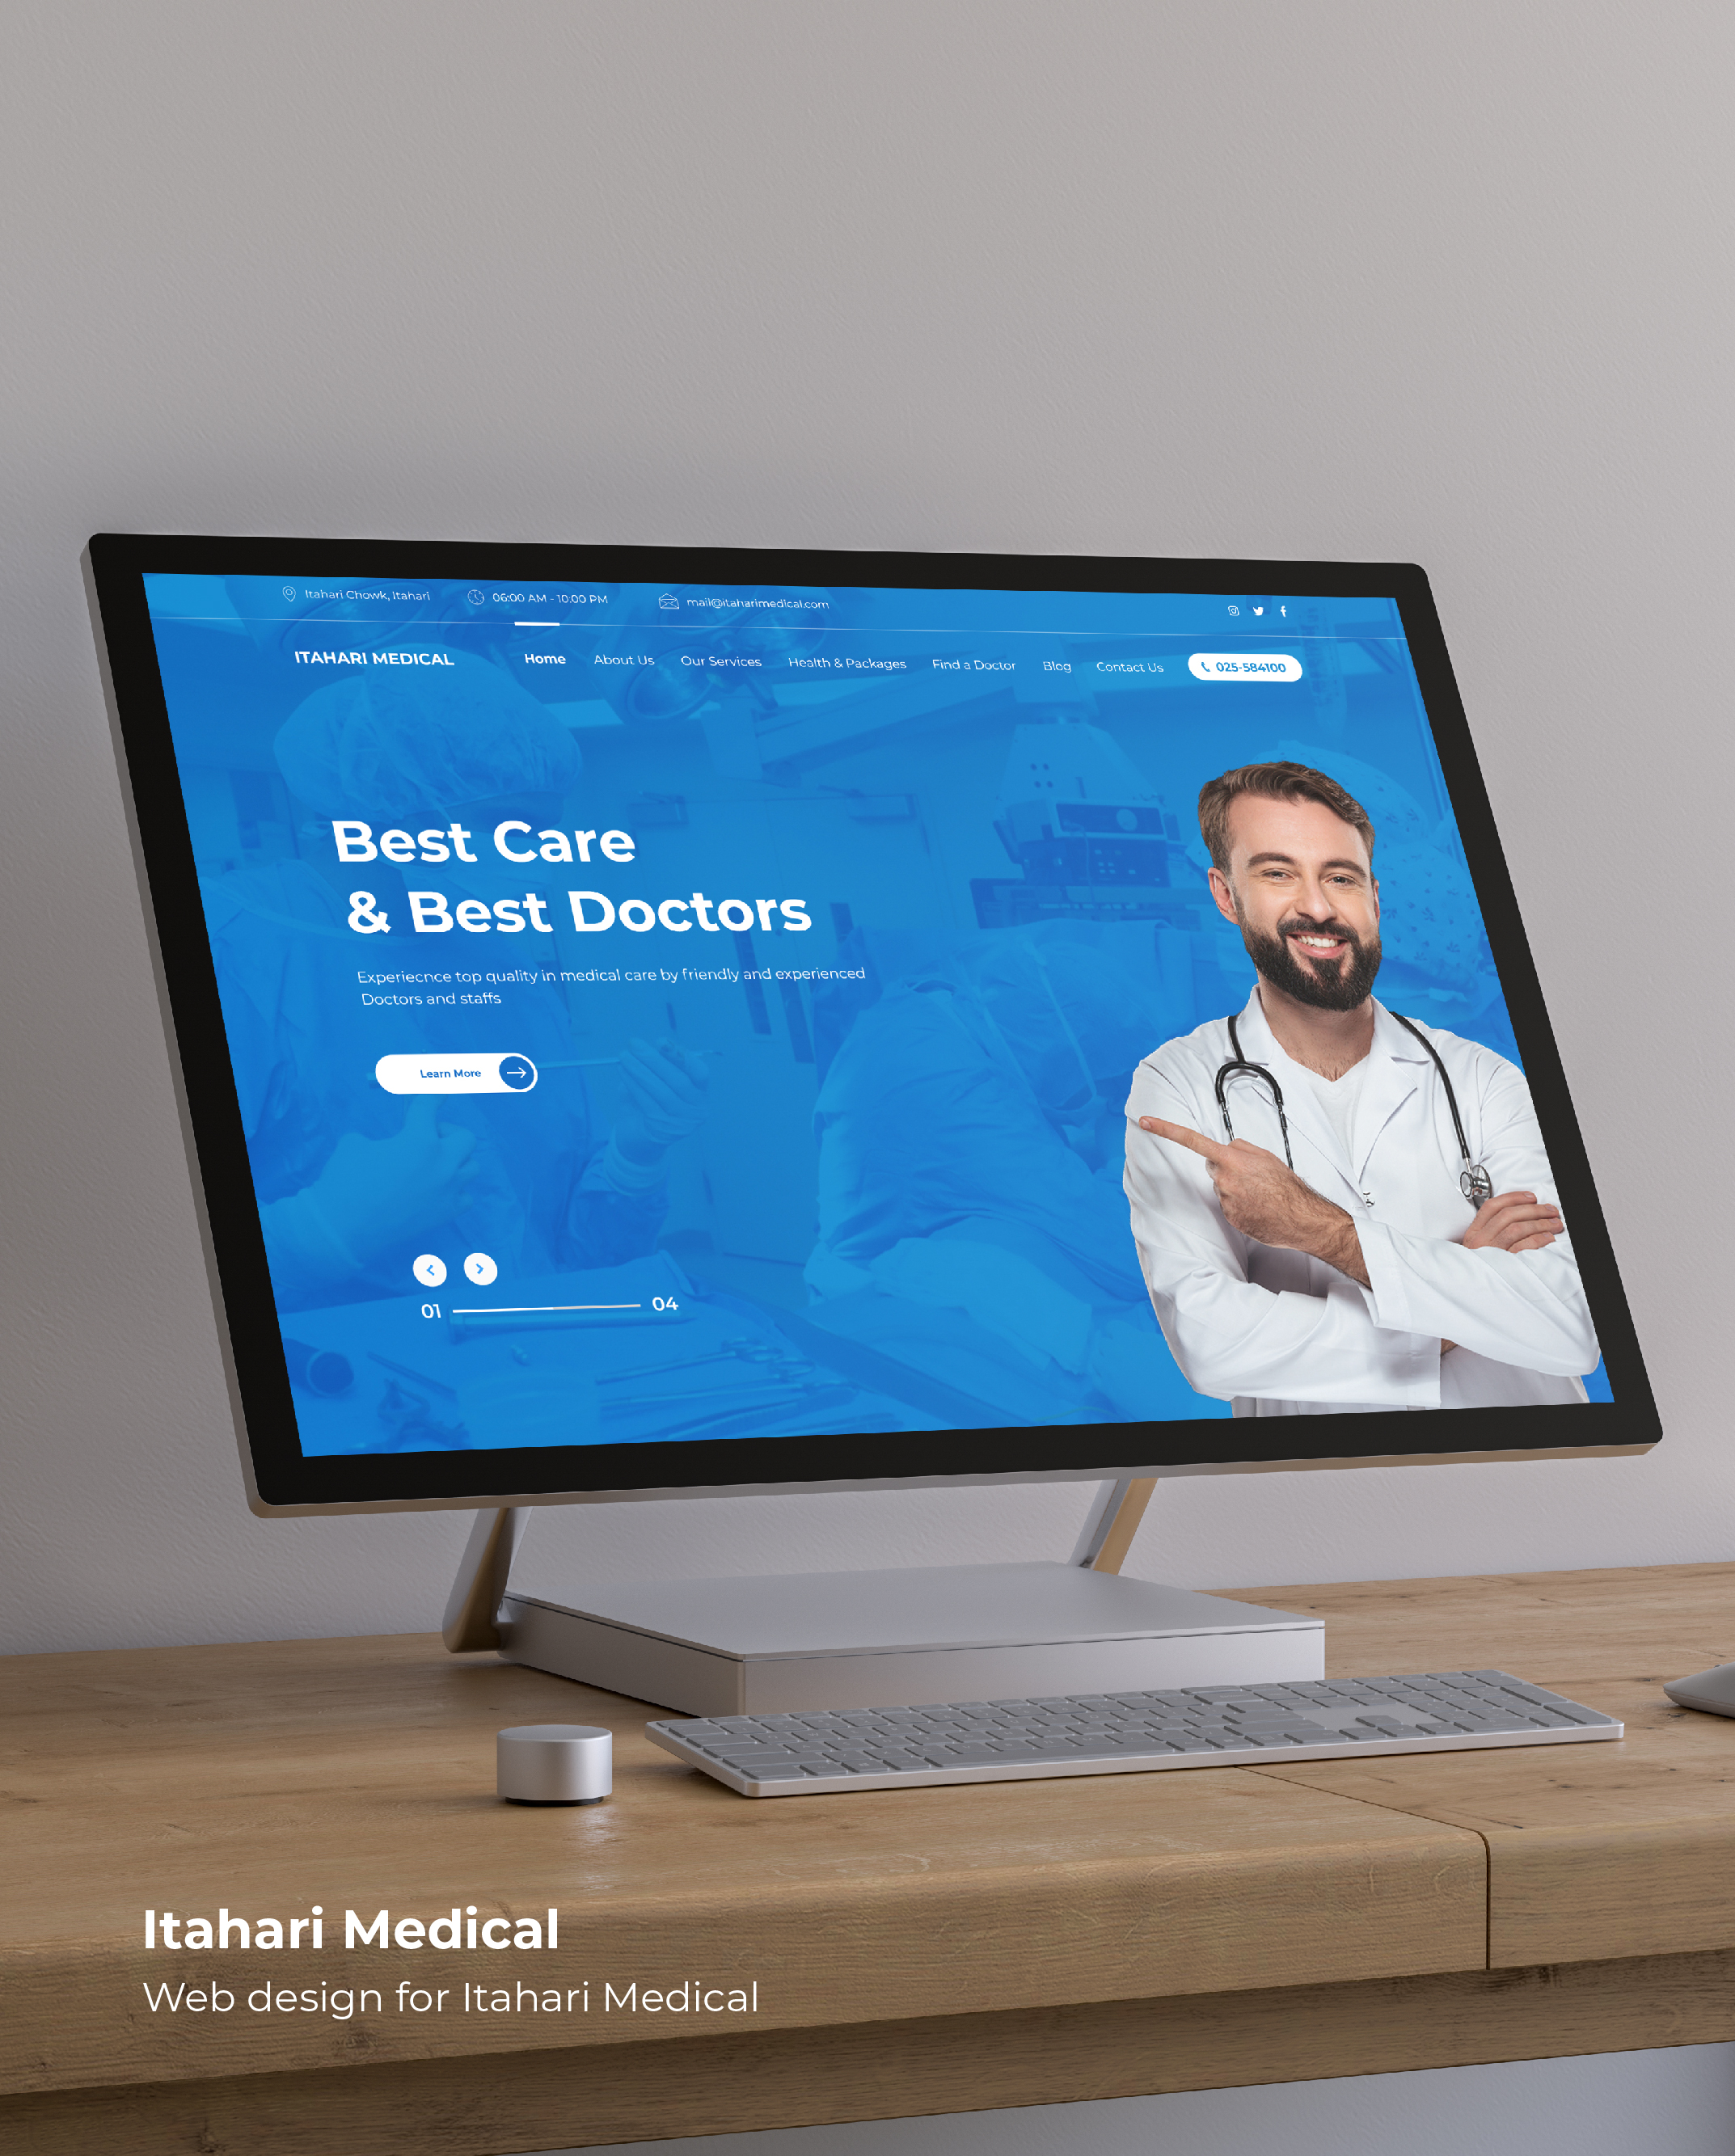 Itahari Chowk, Itahari 06:00 AM - 10.00 PM mail@itaharimedical.com
ITAHARI MEDICAL Home About Us Our Services Health & Packages Find a Doctor Blog Contact Us 025-584100
Best Care
& Best Doctors
Experiecnce top quality in medical care by friendly and experienced
Doctors and staffs
Learn More
01 04
Itahari Medical
Web design for Itahari Medical